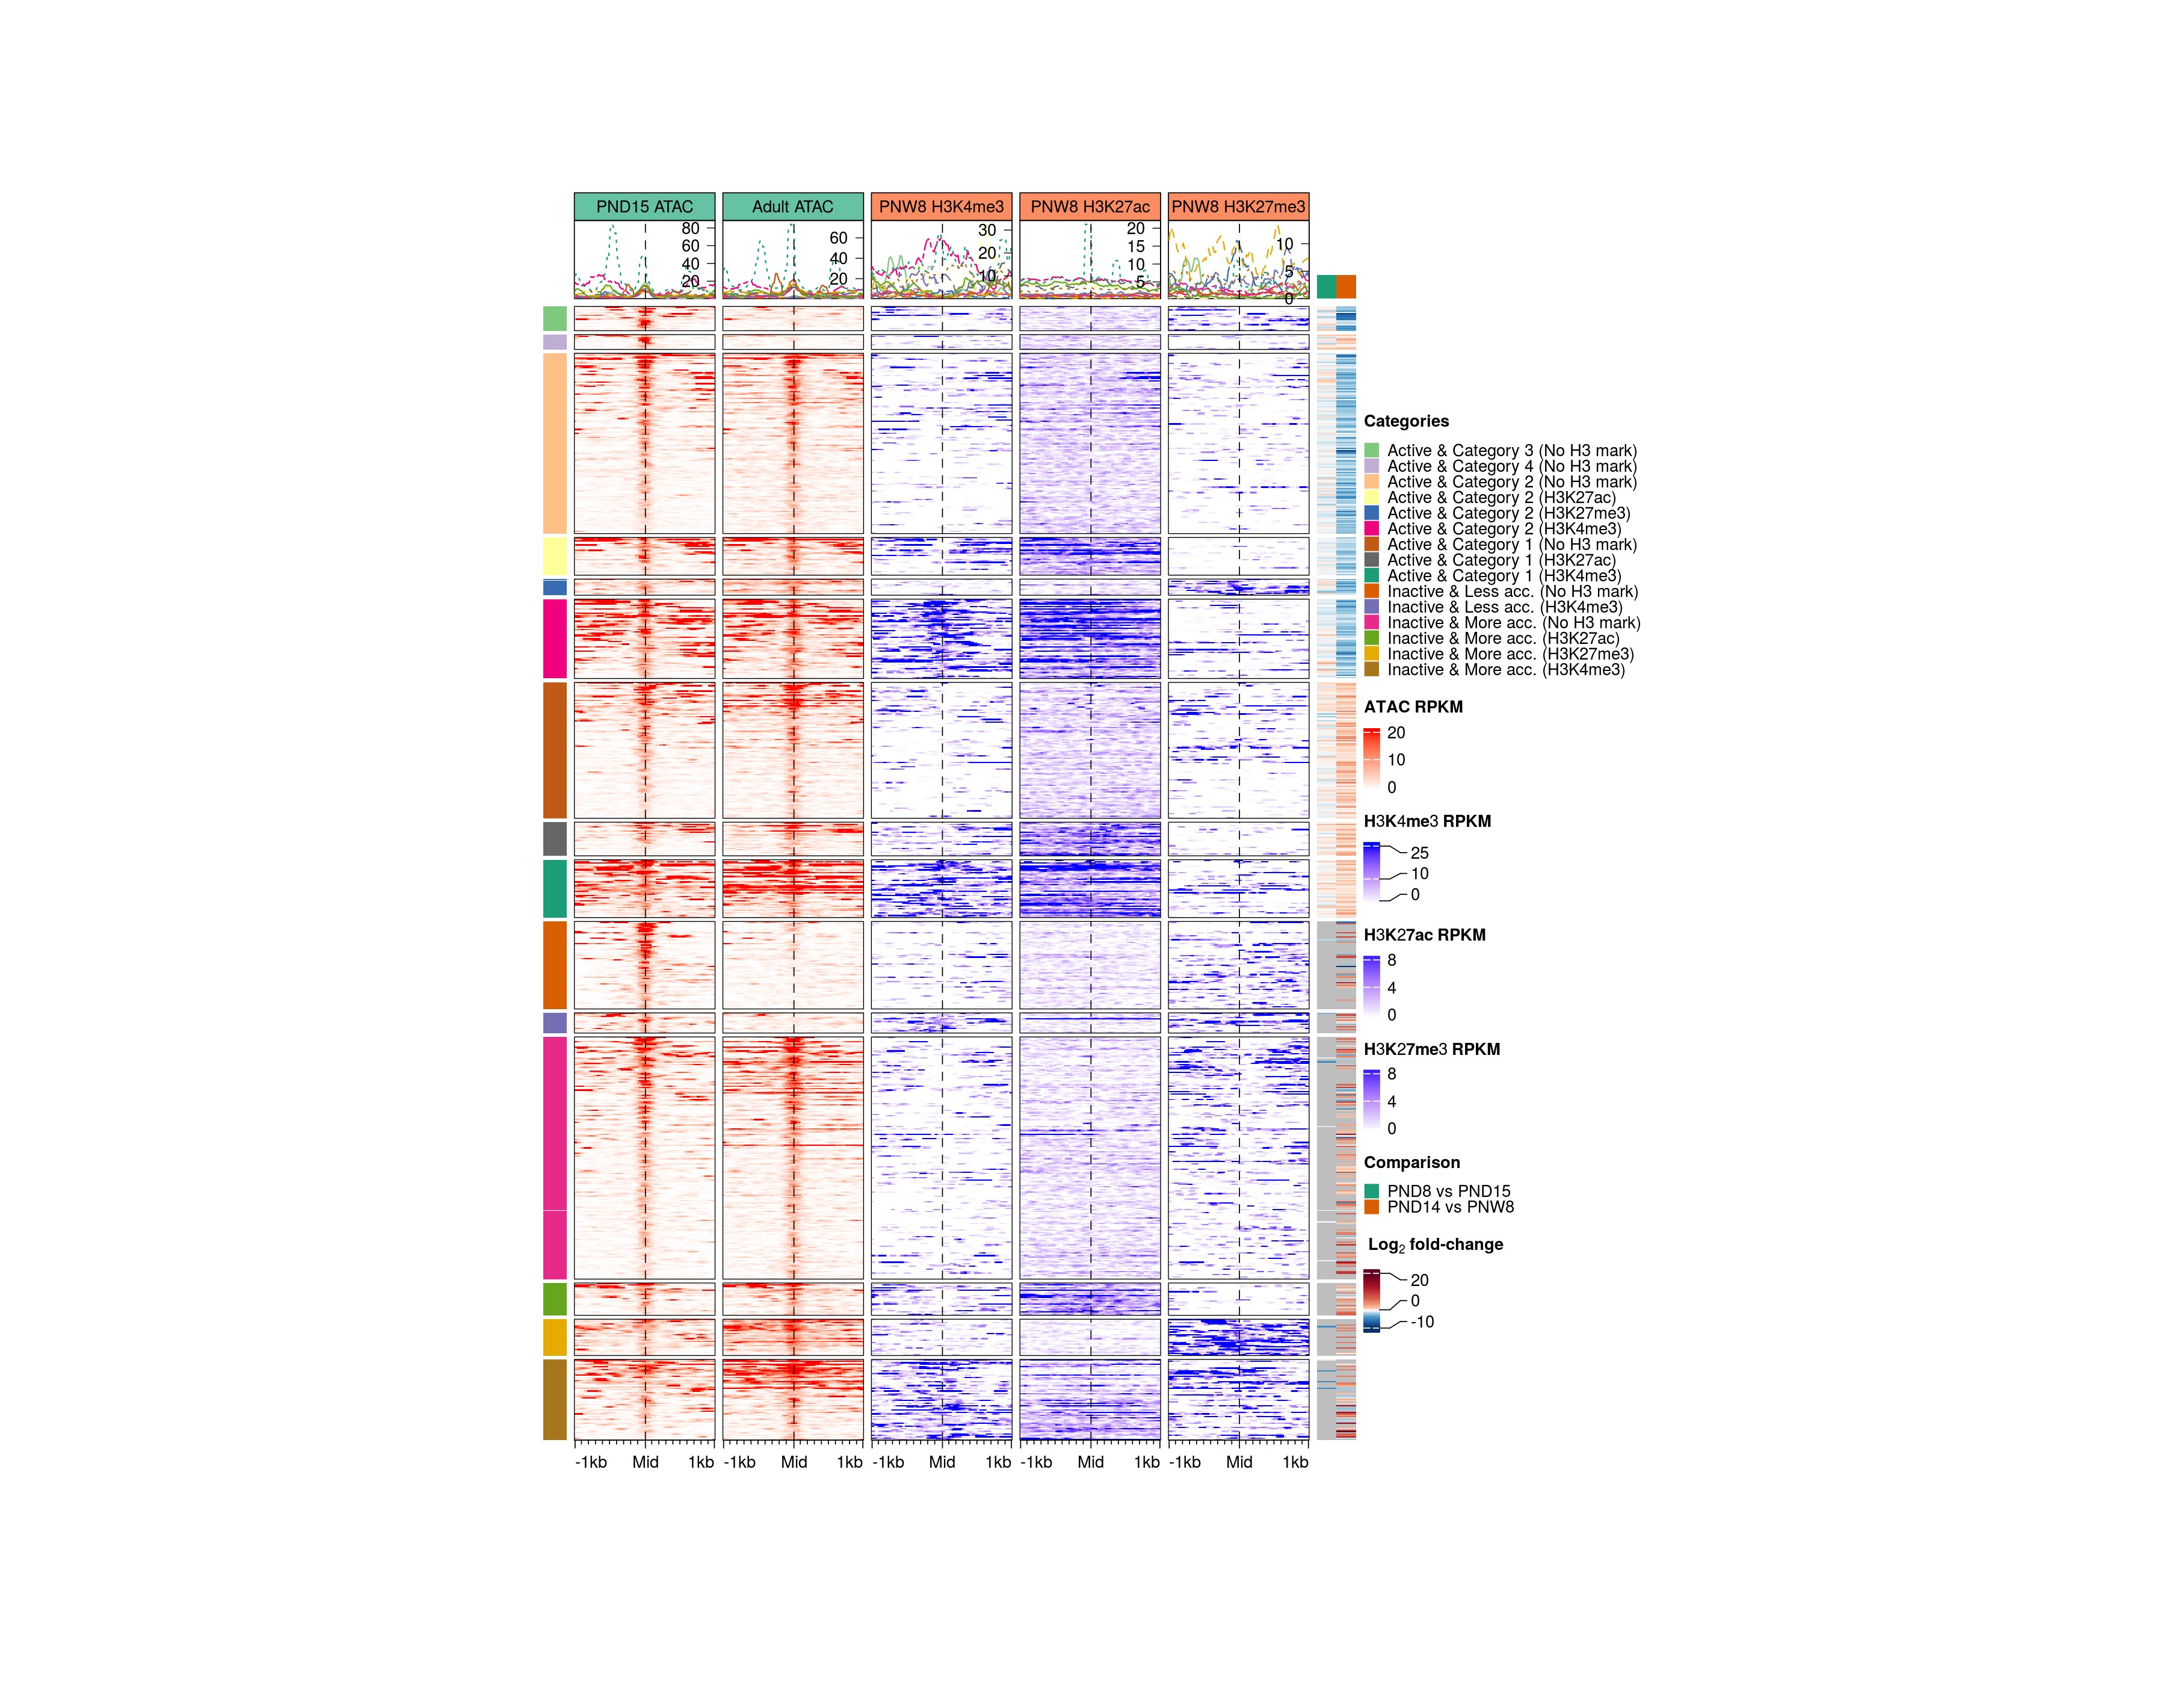 PND15 ATAC
Adult ATAC
PNW8 H3K4me3
PNW8 H3K27ac
PNW8 H3K27me3
80
60
40
20
60
40
20
30
20
10
20
15
10
5
10
5
0
Categories
Active & Category 3 (No H3 mark)
Active & Category 4 (No H3 mark)
Active & Category 2 (No H3 mark)
Active & Category 2 (H3K27ac)
Active & Category 2 (H3K27me3)
Active & Category 2 (H3K4me3)
Active & Category 1 (No H3 mark)
Active & Category 1 (H3K27ac)
Active & Category 1 (H3K4me3)
Inactive & Less acc. (No H3 mark)
Inactive & Less acc. (H3K4me3)
Inactive & More acc. (No H3 mark)
Inactive & More acc. (H3K27ac)
Inactive & More acc. (H3K27me3)
Inactive & More acc. (H3K4me3)
ATAC RPKM
20
10
0
H3K4me3 RPKM
25
10
0
H3K27ac RPKM
8
4
0
H3K27me3 RPKM
8
4
0
Comparison
PND8 vs PND15
PND14 vs PNW8
Log₂ fold-change
20
0
-10
-1kb Mid 1kb
-1kb Mid 1kb
-1kb Mid 1kb
-1kb Mid 1kb
-1kb Mid 1kb